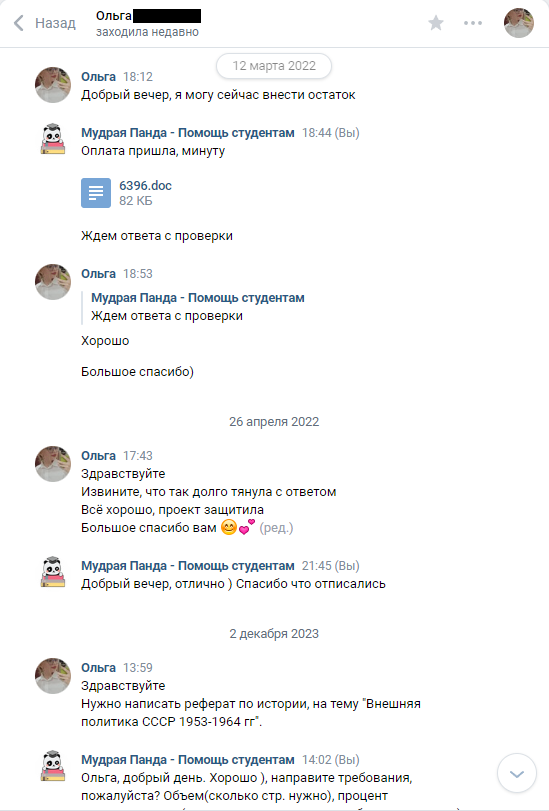 Назад
Ольга
заходила недавно
12 марта 2022
Ольга 18:12
Добрый вечер, я могу сейчас внести остаток
Мудрая Панда - Помощь студентам 18:44 (Вы)
Оплата пришла, минуту
6396.doc
82 КБ
Ждем ответа с проверки
Ольга 18:53
Мудрая Панда - Помощь студентам
Ждем ответа с проверки
Хорошо
Большое спасибо)
26 апреля 2022
Ольга 17:43
Здравствуйте
Извините, что так долго тянула с ответом
Всё хорошо, проект защитила
Большое спасибо вам 😊💕 (ред.)
Мудрая Панда - Помощь студентам 21:45 (Вы)
Добрый вечер, отлично ) Спасибо что отписались
2 декабря 2023
Ольга 13:59
Здравствуйте
Нужно написать реферат по истории, на тему "Внешняя
политика СССР 1953-1964 гг".
Мудрая Панда - Помощь студентам 14:02 (Вы)
Ольга, добрый день. Хорошо ), направите требования,
пожалуйста? Объем(сколько стр. нужно), процент